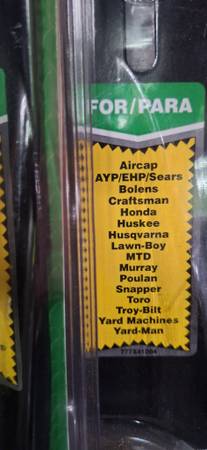 FOR/PARA
Aircap
AYP/EHP/Sears
Bolens
Craftsman
Honda
Huskee
Husqvarna
Lawn-Boy
MTD
Murray
Poulan
Snapper
Toro
Troy-Bilt
Yard Machines
Yard-Man